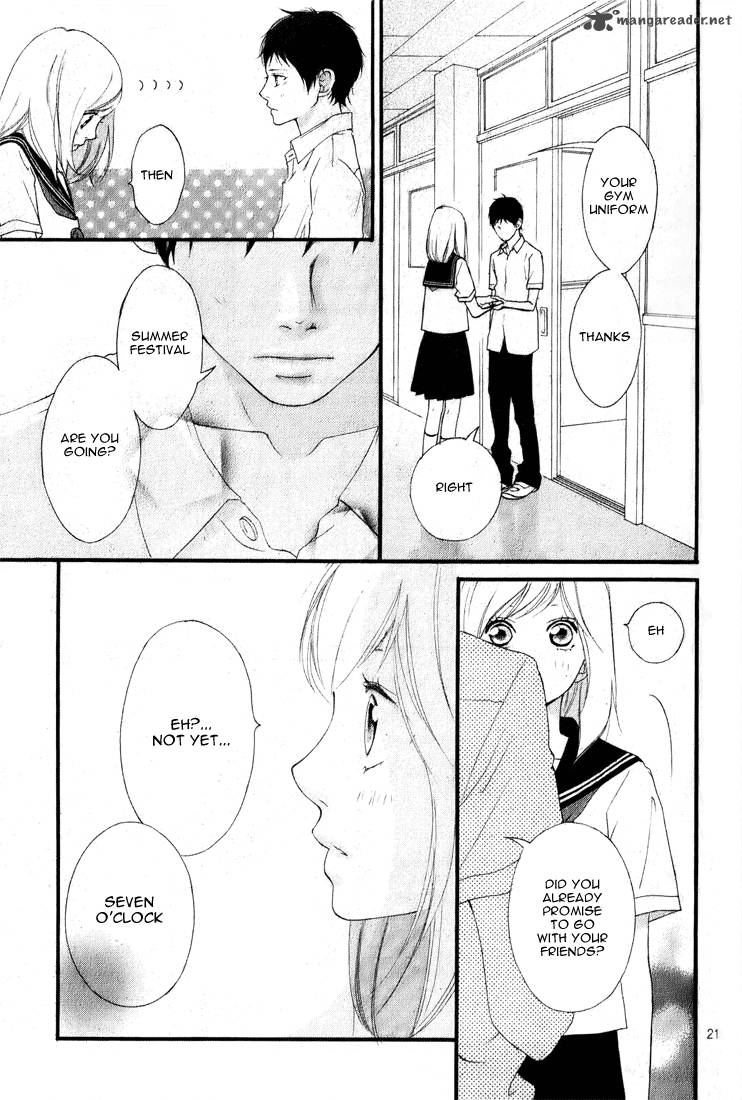 mangareader.net
YOUR
GYM
UNIFORM
THANKS
RIGHT
THEN
SUMMER
FESTIVAL
ARE YOU
GOING?
EH
DID YOU
ALREADY
PROMISE
TO GO
WITH YOUR
FRIENDS?
EH?...
NOT YET...
SEVEN
O'CLOCK
21